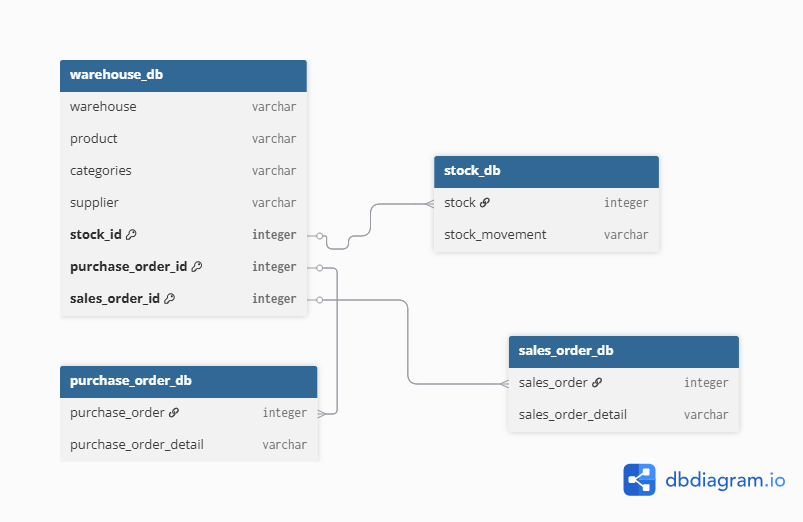 warehouse_db
warehouse varchar
product varchar
categories varchar
supplier varchar
stock_id integer
purchase_order_id integer
sales_order_id integer
stock_db
stock integer
stock_movement varchar
purchase_order_db
purchase_order integer
purchase_order_detail varchar
sales_order_db
sales_order integer
sales_order_detail varchar
dbdiagram.io